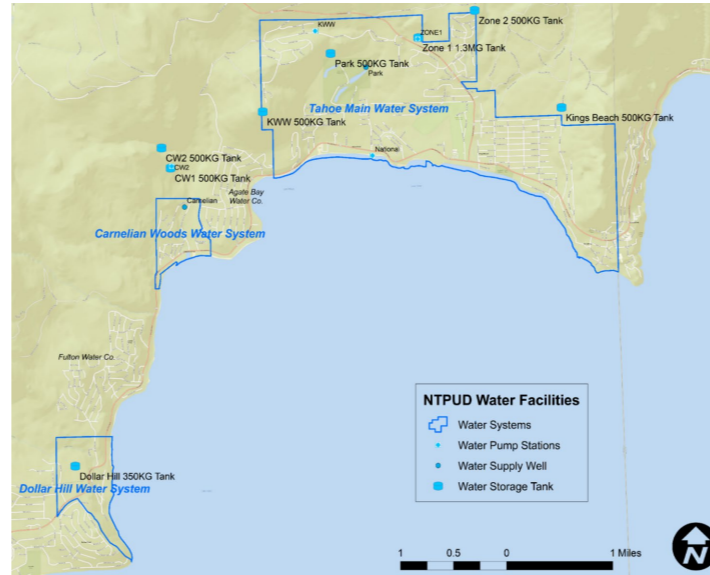 Zone 2 500KG Tank
KWW
ZONE1
Zone 1 1.3MG Tank
Park 500KG Tank
Park
Tahoe Main Water System
KWW 500KG Tank
Kings Beach 500KG Tank
National
CW2 500KG Tank
CW2
CW1 500KG Tank
Agate Bay
Water Co.
Carnelian
Carnelian Woods Water System
Fulton Water Co.
NTPUD Water Facilities
Water Systems
Water Pump Stations
Water Supply Well
Water Storage Tank
Dollar Hill 350KG Tank
Dollar Hill Water System
1 0.5 0 1 Miles
N